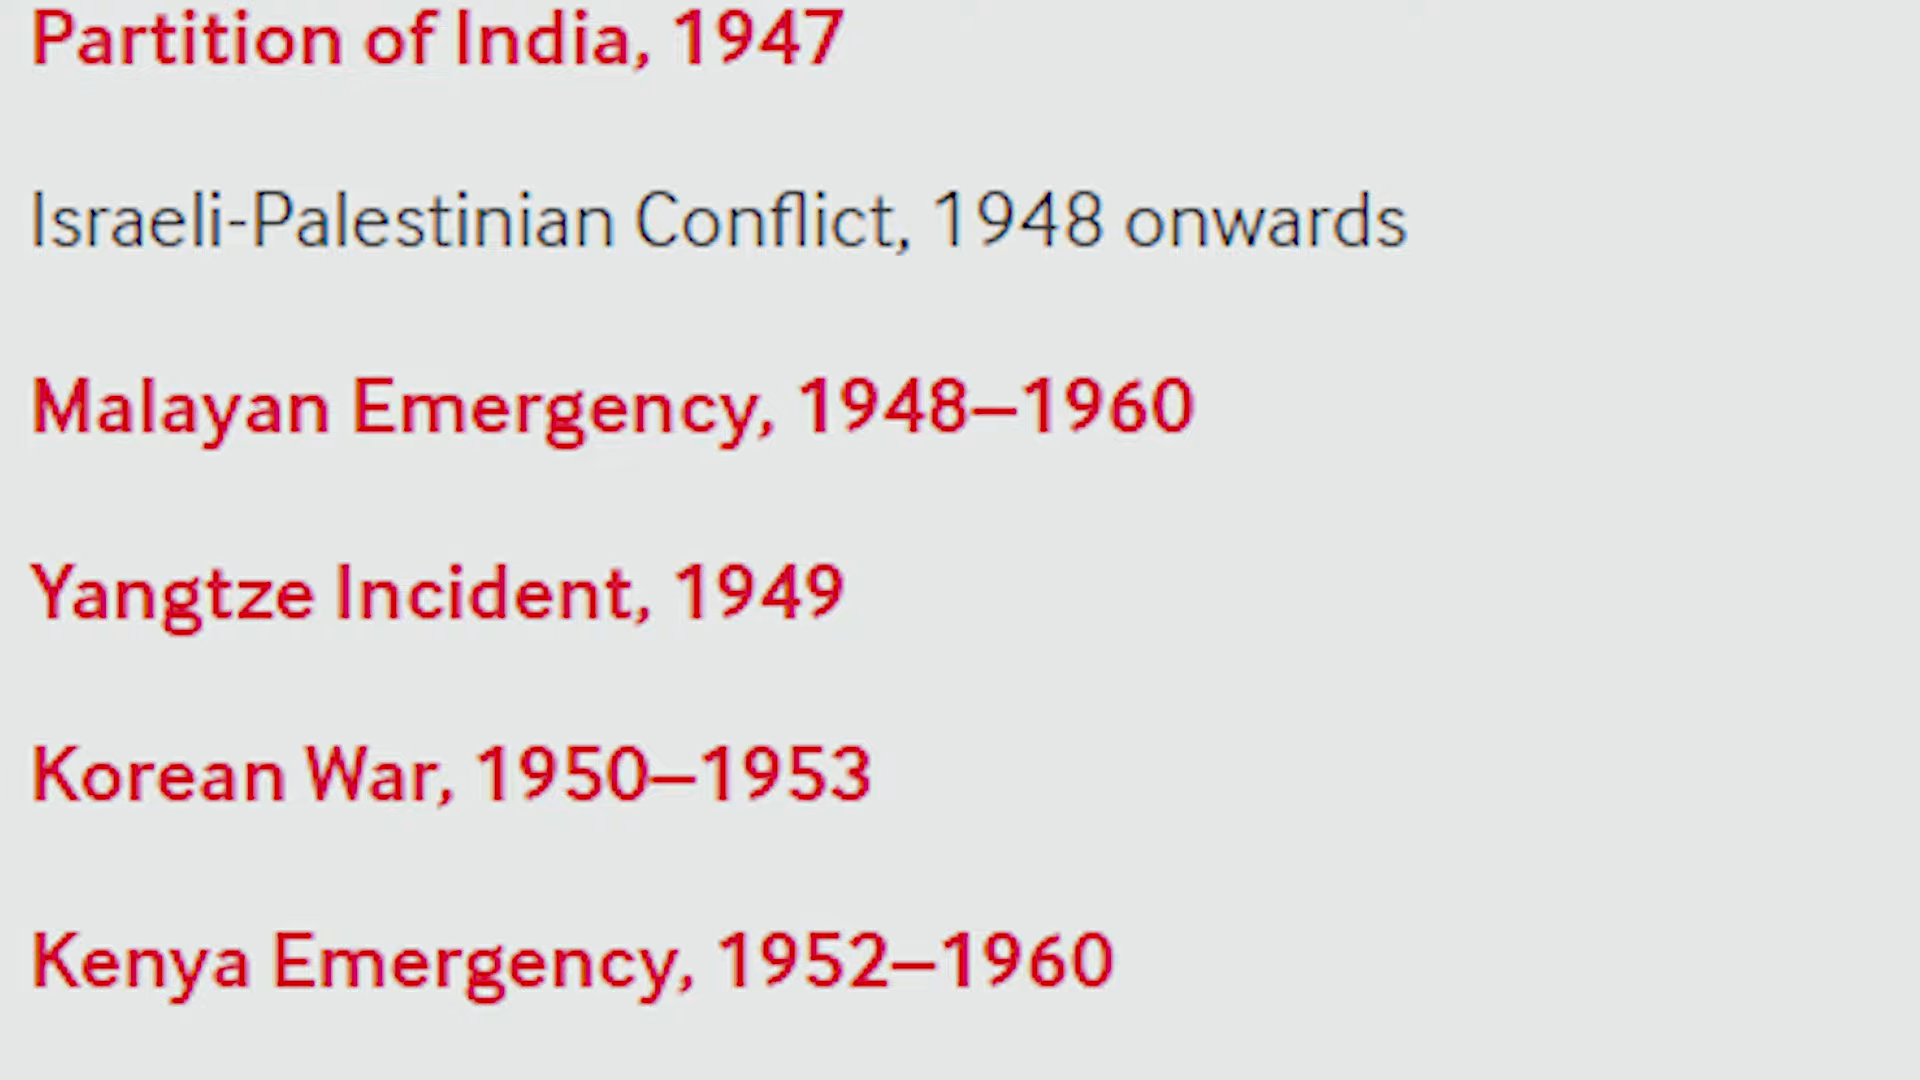 Partition of India, 1947
Israeli-Palestinian Conflict, 1948 onwards
Malayan Emergency, 1948–1960
Yangtze Incident, 1949
Korean War, 1950–1953
Kenya Emergency, 1952–1960